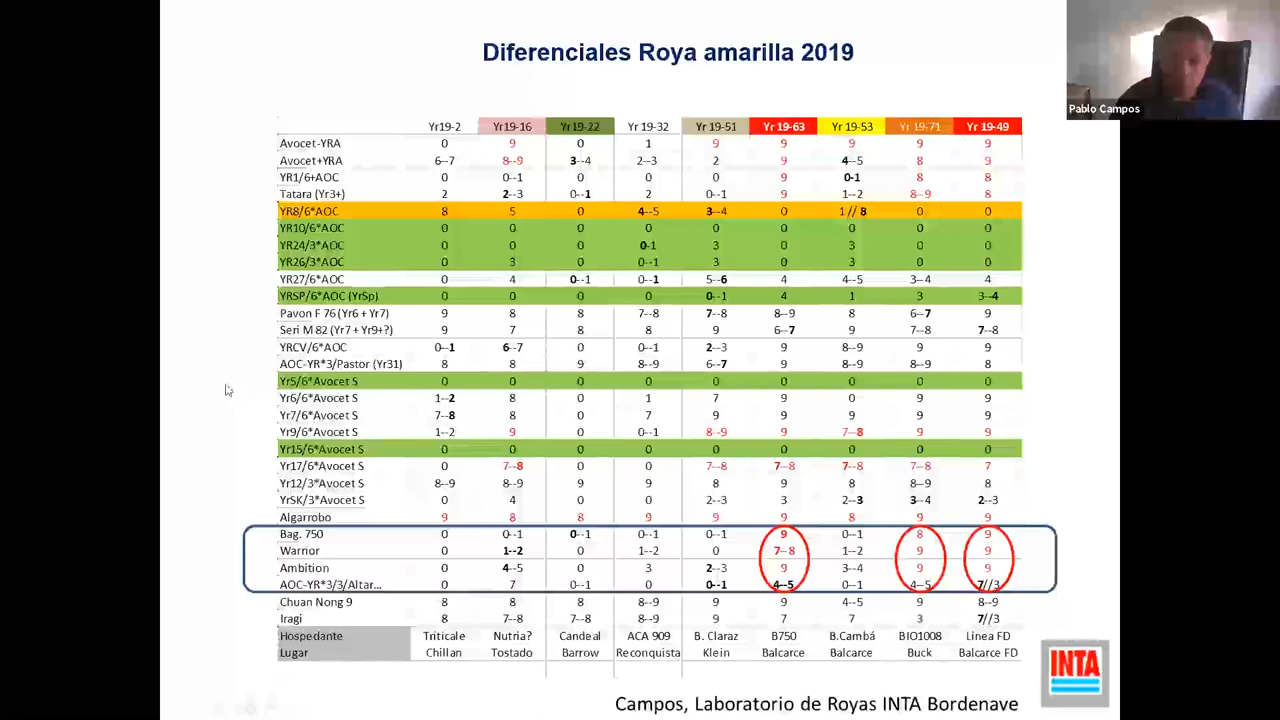 Diferenciales Roya amarilla 2019
Pablo Campos
Yr19-2 Yr19-16 Yr19-22 Yr19-32 Yr19-51 Yr 19-63 Yr 19-53 Yr 19-71 Yr 19-49
Avocet-YRA 0 9 0 1 9 9 9 9 9
Avocet+YRA 6--7 8--9 3--4 2--3 2 9 4--5 8 9
YR1/6+AOC 0 0--1 0 0 0 9 0-1 8 8
Tatara (Yr3+) 2 2--3 0--1 2 0--1 9 1--2 8--9 8
YR8/6*AOC 8 5 0 4--5 3--4 0 1 // 8 0 0
YR10/6*AOC 0 0 0 0 0 0 0 0 0
YR24/3*AOC 0 0 0 0-1 3 0 3 0 0
YR26/3*AOC 0 3 0 0--1 3 0 3 0 0
YR27/6*AOC 0 4 0--1 0--1 5--6 4 4--5 3--4 4
YRSP/6*AOC (YrSp) 0 0 0 0 0--1 4 1 3 3--4
Pavon F 76 (Yr6 + Yr7) 9 8 8 7--8 7--8 8--9 8 6--7 9
Seri M 82 (Yr7 + Yr9+?) 9 7 8 8 9 6--7 9 7--8 7--8
YRCV/6*AOC 0--1 6--7 0 0--1 2--3 9 8--9 9 9
AOC-YR*3/Pastor (Yr31) 8 8 9 8--9 6--7 9 8--9 8--9 8
Yr5/6*Avocet S 0 0 0 0 0 0 0 0 0
Yr6/6*Avocet S 1--2 8 0 1 7 9 0 9 9
Yr7/6*Avocet S 7--8 8 0 7 9 9 9 9 9
Yr9/6*Avocet S 1--2 9 0 0--1 8--9 9 7--8 9 9
Yr15/6*Avocet S 0 0 0 0 0 0 0 0 0
Yr17/6*Avocet S 0 7--8 0 0 7--8 7--8 7--8 7--8 7
Yr12/3*Avocet S 8--9 8--9 9 9 8 9 8 8--9 8
YrSK/3*Avocet S 0 4 0 0 2--3 3 2--3 3--4 2--3
Algarrobo 9 8 8 9 9 9 8 9 9
Bag. 750 0 0--1 0--1 0--1 0--1 9 0--1 8 9
Warrior 0 1--2 0 1--2 0 7--8 1--2 9 9
Ambition 0 4--5 0 3 2--3 9 3--4 9 9
AOC-YR*3/3/Altar... 0 7 0--1 0 0--1 4--5 0--1 4--5 7//3
Chuan Nong 9 8 8 8 8--9 9 9 4--5 9 8--9
Iragi 8 7--8 8 8--9 9 7 7 3 7//3
Hospedante Triticale Nutria? Candeal ACA 909 B. Claraz B750 B.Cambá BIO1008 Linea FD
Lugar Chillan Tostado Barrow Reconquista Klein Balcarce Balcarce Buck Balcarce FD
INTA
Campos, Laboratorio de Royas INTA Bordenave